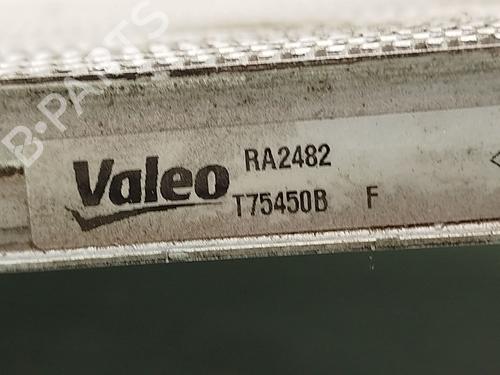 B-PARTS
Valeo
RA2482
T75450B F